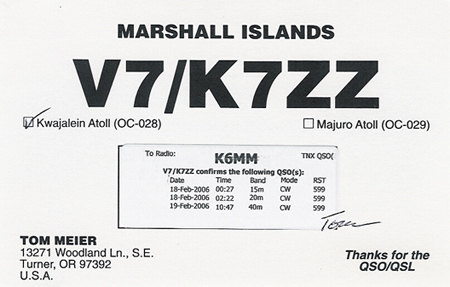 MARSHALL ISLANDS
V7/K7ZZ
Kwajalein Atoll (OC-028) Majuro Atoll (OC-029)
To Radio: K6MM TNX QSO(
V7/K7ZZ confirms the following QSO(s):
Date Time Band Mode RST
18-Feb-2006 00:27 15m CW 599
18-Feb-2006 02:22 20m CW 599
19-Feb-2006 10:47 40m CW 599
Tom
TOM MEIER
13271 Woodland Ln., S.E.
Turner, OR 97392
U.S.A.
Thanks for the
QSO/QSL